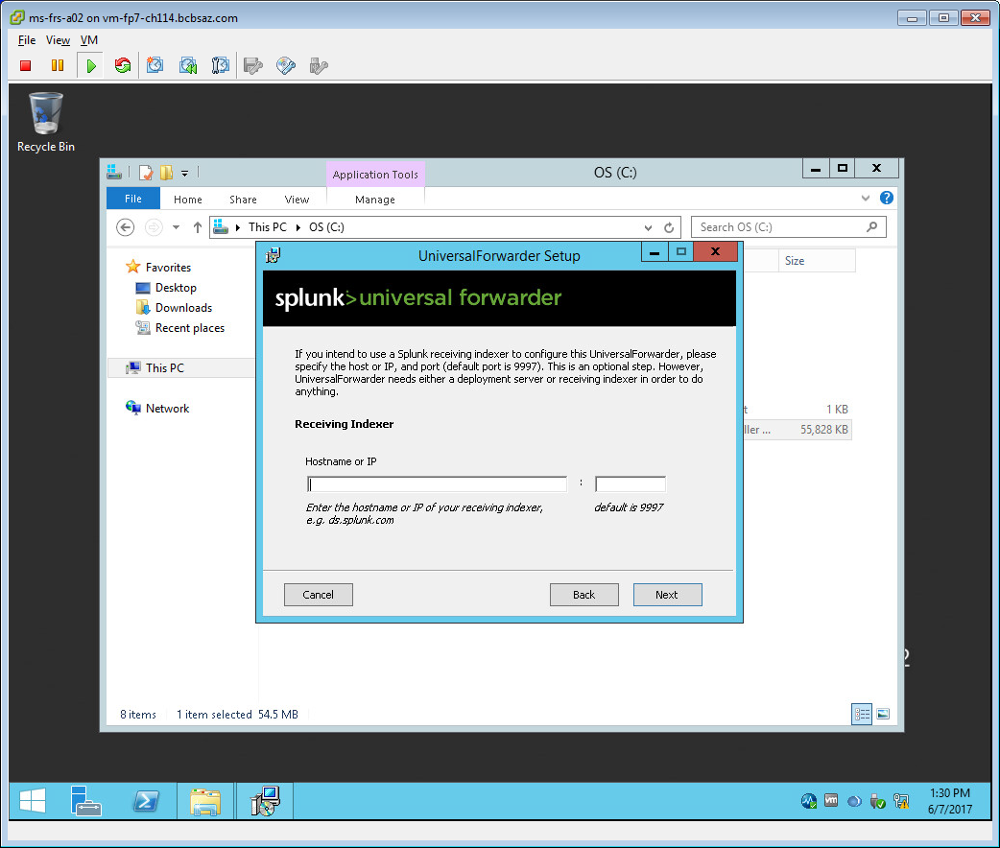 ms-frs-a02 on vm-fp7-ch114.bcbsaz.com
File View VM
Recycle Bin
Application Tools
OS (C:)
File Home Share View Manage
This PC OS (C:)
Search OS (C:)
UniversalForwarder Setup
Size
Favorites
Desktop
Downloads
Recent places
This PC
Network
splunk>universal forwarder
If you intend to use a Splunk receiving indexer to configure this UniversalForwarder, please
specify the host or IP, and port (default port is 9997). This is an optional step. However,
UniversalForwarder needs either a deployment server or receiving indexer in order to do
anything.
Receiving Indexer
Hostname or IP
:
Enter the hostname or IP of your receiving indexer,
e.g. ds.splunk.com
default is 9997
t 1 KB
ller ... 55,828 KB
Cancel Back Next
2
8 items 1 item selected 54.5 MB
vm
1:30 PM
6/7/2017